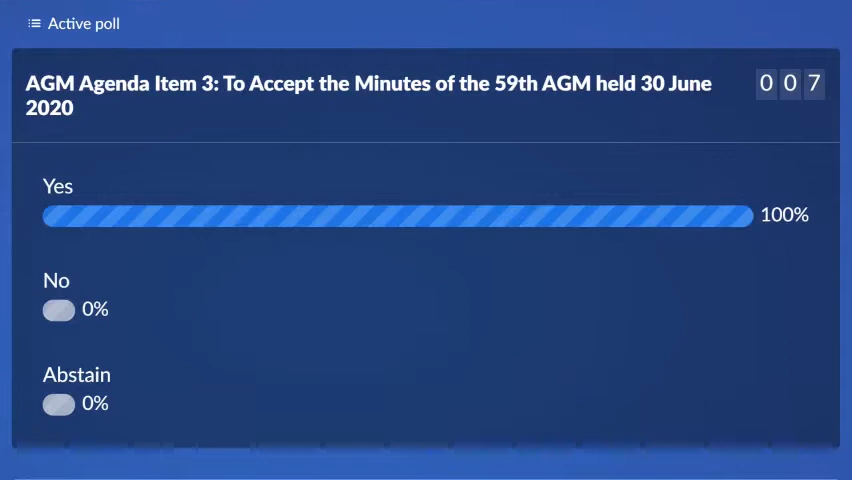 Active poll
AGM Agenda Item 3: To Accept the Minutes of the 59th AGM held 30 June
2020
0 0 7
Yes
100%
No
0%
Abstain
0%